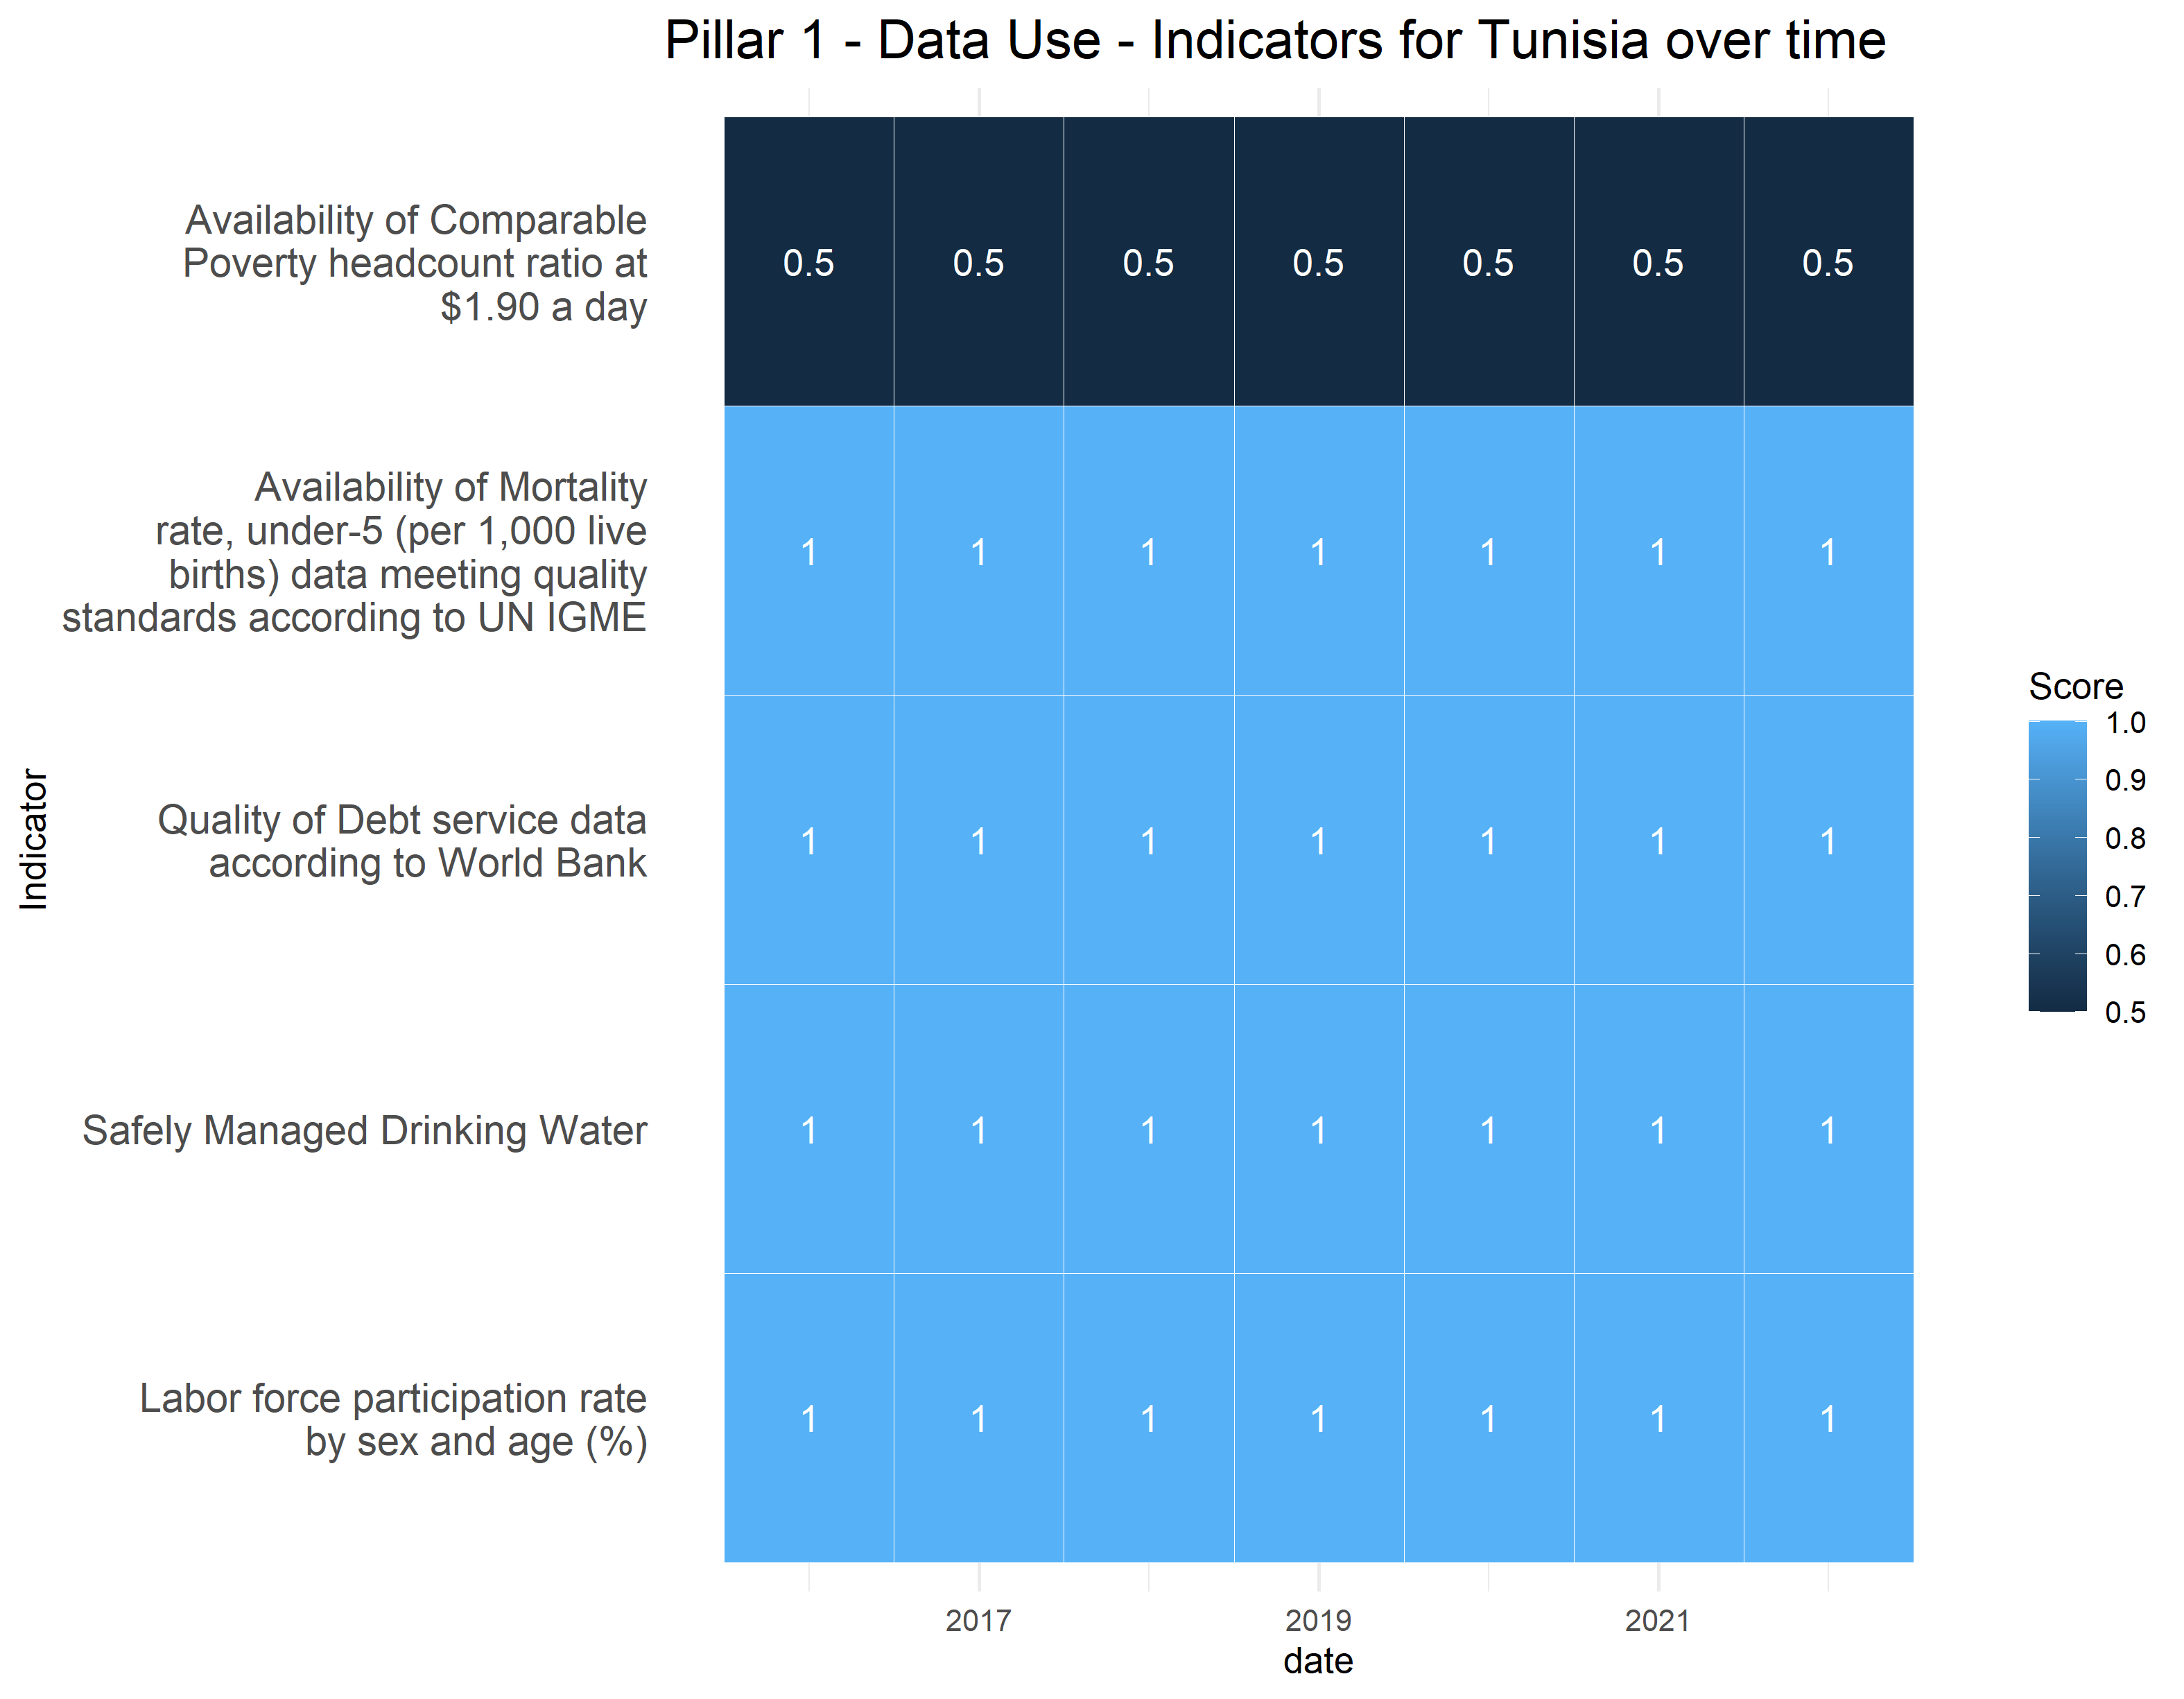 Pillar 1 - Data Use - Indicators for Tunisia over time
Indicator
Availability of Comparable
Poverty headcount ratio at
$1.90 a day
0.5 0.5 0.5 0.5 0.5 0.5 0.5
Availability of Mortality
rate, under-5 (per 1,000 live
births) data meeting quality
standards according to UN IGME
1 1 1 1 1 1 1
Quality of Debt service data
according to World Bank
1 1 1 1 1 1 1
Safely Managed Drinking Water
1 1 1 1 1 1 1
Labor force participation rate
by sex and age (%)
1 1 1 1 1 1 1
2017 2019 2021
date
Score
1.0
0.9
0.8
0.7
0.6
0.5